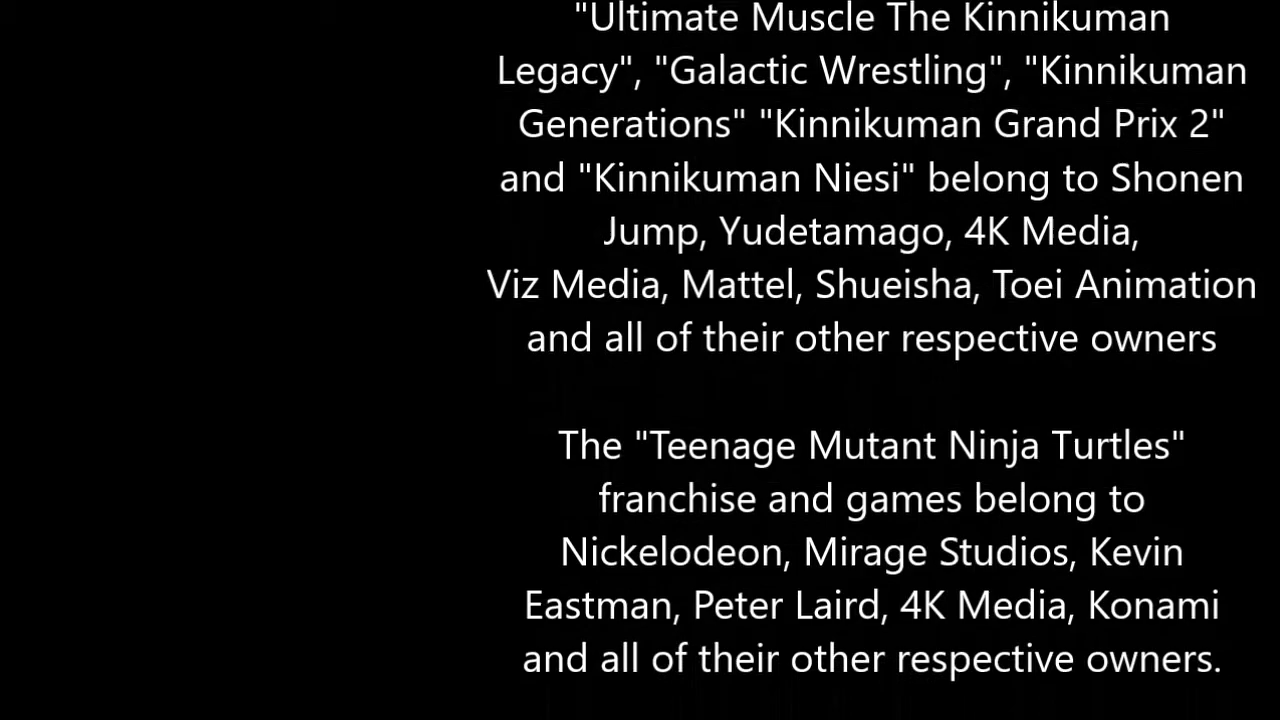 "Ultimate Muscle The Kinnikuman
Legacy", "Galactic Wrestling", "Kinnikuman
Generations" "Kinnikuman Grand Prix 2"
and "Kinnikuman Niesi" belong to Shonen
Jump, Yudetamago, 4K Media,
Viz Media, Mattel, Shueisha, Toei Animation
and all of their other respective owners
The "Teenage Mutant Ninja Turtles"
franchise and games belong to
Nickelodeon, Mirage Studios, Kevin
Eastman, Peter Laird, 4K Media, Konami
and all of their other respective owners.